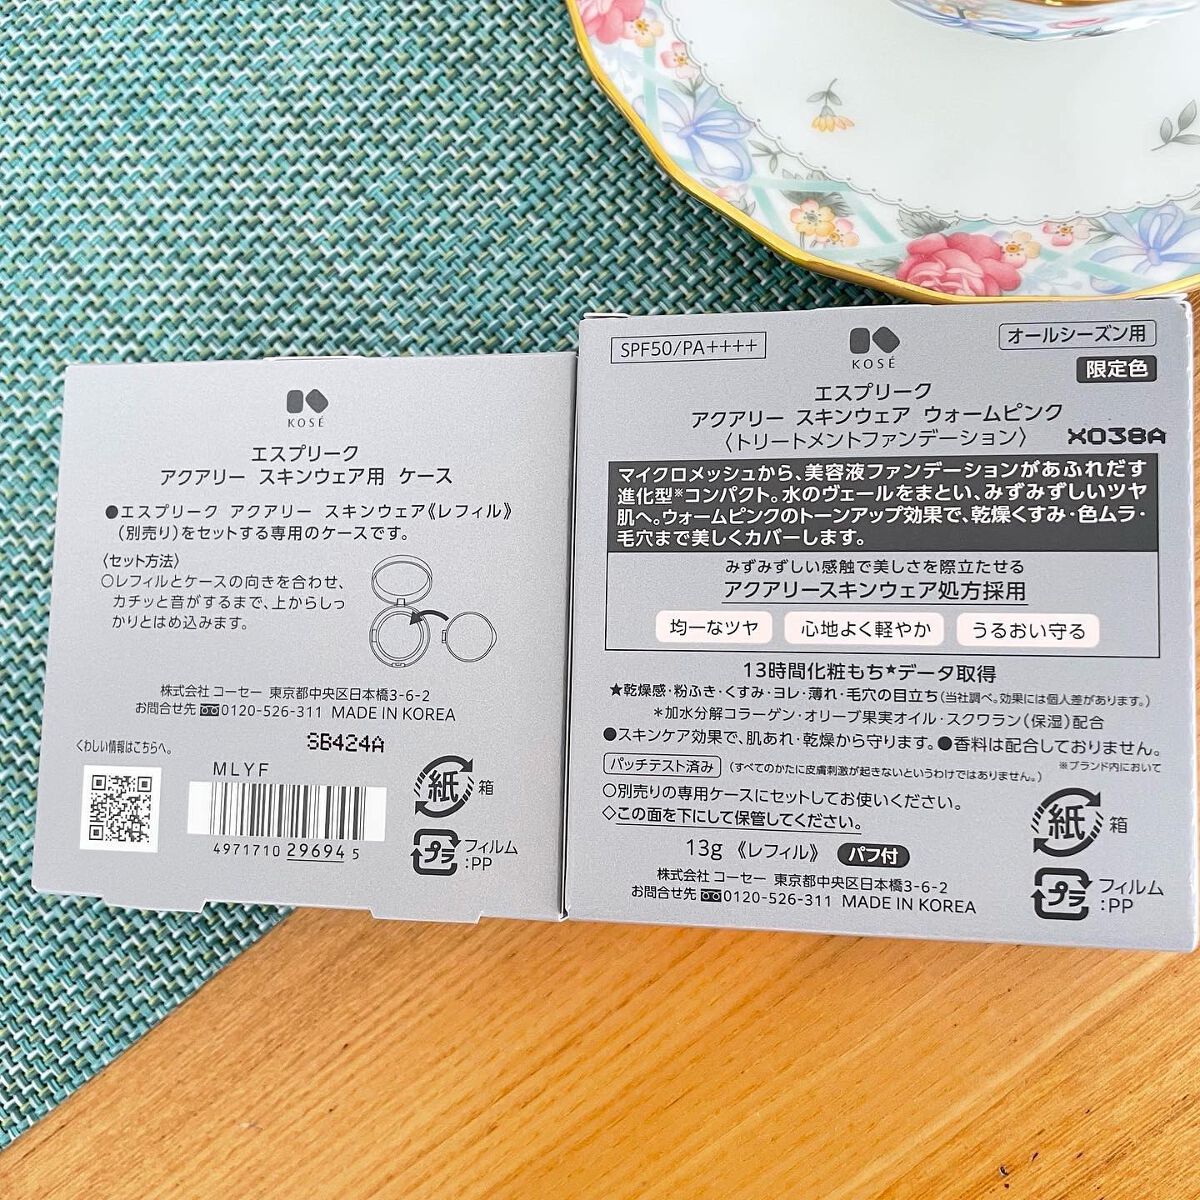 KOSÉ
エスプリーク
アクアリー スキンウェア用 ケース
●エスプリーク アクアリー スキンウェア《レフィル》
(別売り)をセットする専用のケースです。
〈セット方法〉
○レフィルとケースの向きを合わせ、
カチッと音がするまで、上からしっ
かりとはめ込みます。
株式会社 コーセー 東京都中央区日本橋3-6-2
お問合せ先 0120-526-311 MADE IN KOREA
くわしい情報はこちらへ。
SB424A
MLYF
4971710 29694 5
紙 箱
プラ フィルム
:PP
SPF50/PA++++
KOSÉ
オールシーズン用
限定色
エスプリーク
アクアリー スキンウェア ウォームピンク
〈トリートメントファンデーション〉
X038A
マイクロメッシュから、美容液ファンデーションがあふれだす
進化型※コンパクト。水のヴェールをまとい、みずみずしいツヤ
肌へ。ウォームピンクのトーンアップ効果で、乾燥くすみ・色ムラ・
毛穴まで美しくカバーします。
みずみずしい感触で美しさを際立たせる
アクアリースキンウェア処方採用
均一なツヤ
心地よく軽やか
うるおい守る
13時間化粧もち★データ取得
★乾燥感・粉ふき・くすみ・ヨレ・薄れ・毛穴の目立ち(当社調べ。効果には個人差があります。)
*加水分解コラーゲン・オリーブ果実オイル・スクワラン(保湿)配合
●スキンケア効果で、肌あれ・乾燥から守ります。●香料は配合しておりません。
※ブランド内において
パッチテスト済み (すべてのかたに皮膚刺激が起きないというわけではありません。)
○別売りの専用ケースにセットしてお使いください。
◇この面を下にして保管してください。
13g 《レフィル》 パフ付
株式会社 コーセー 東京都中央区日本橋3-6-2
お問合せ先 0120-526-311 MADE IN KOREA
紙 箱
プラ フィルム
:PP